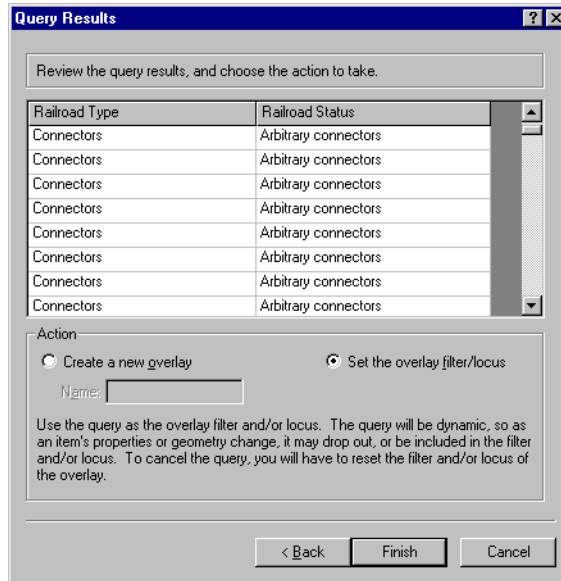 Query Results
Review the query results, and choose the action to take.
Railroad Type Railroad Status
Connectors Arbitrary connectors
Connectors Arbitrary connectors
Connectors Arbitrary connectors
Connectors Arbitrary connectors
Connectors Arbitrary connectors
Connectors Arbitrary connectors
Connectors Arbitrary connectors
Connectors Arbitrary connectors
Action
Create a new overlay Set the overlay filter/locus
Name:
Use the query as the overlay filter and/or locus. The query will be dynamic, so as
an item's properties or geometry change, it may drop out, or be included in the filter
and/or locus. To cancel the query, you will have to reset the filter and/or locus of
the overlay.
< Back Finish Cancel